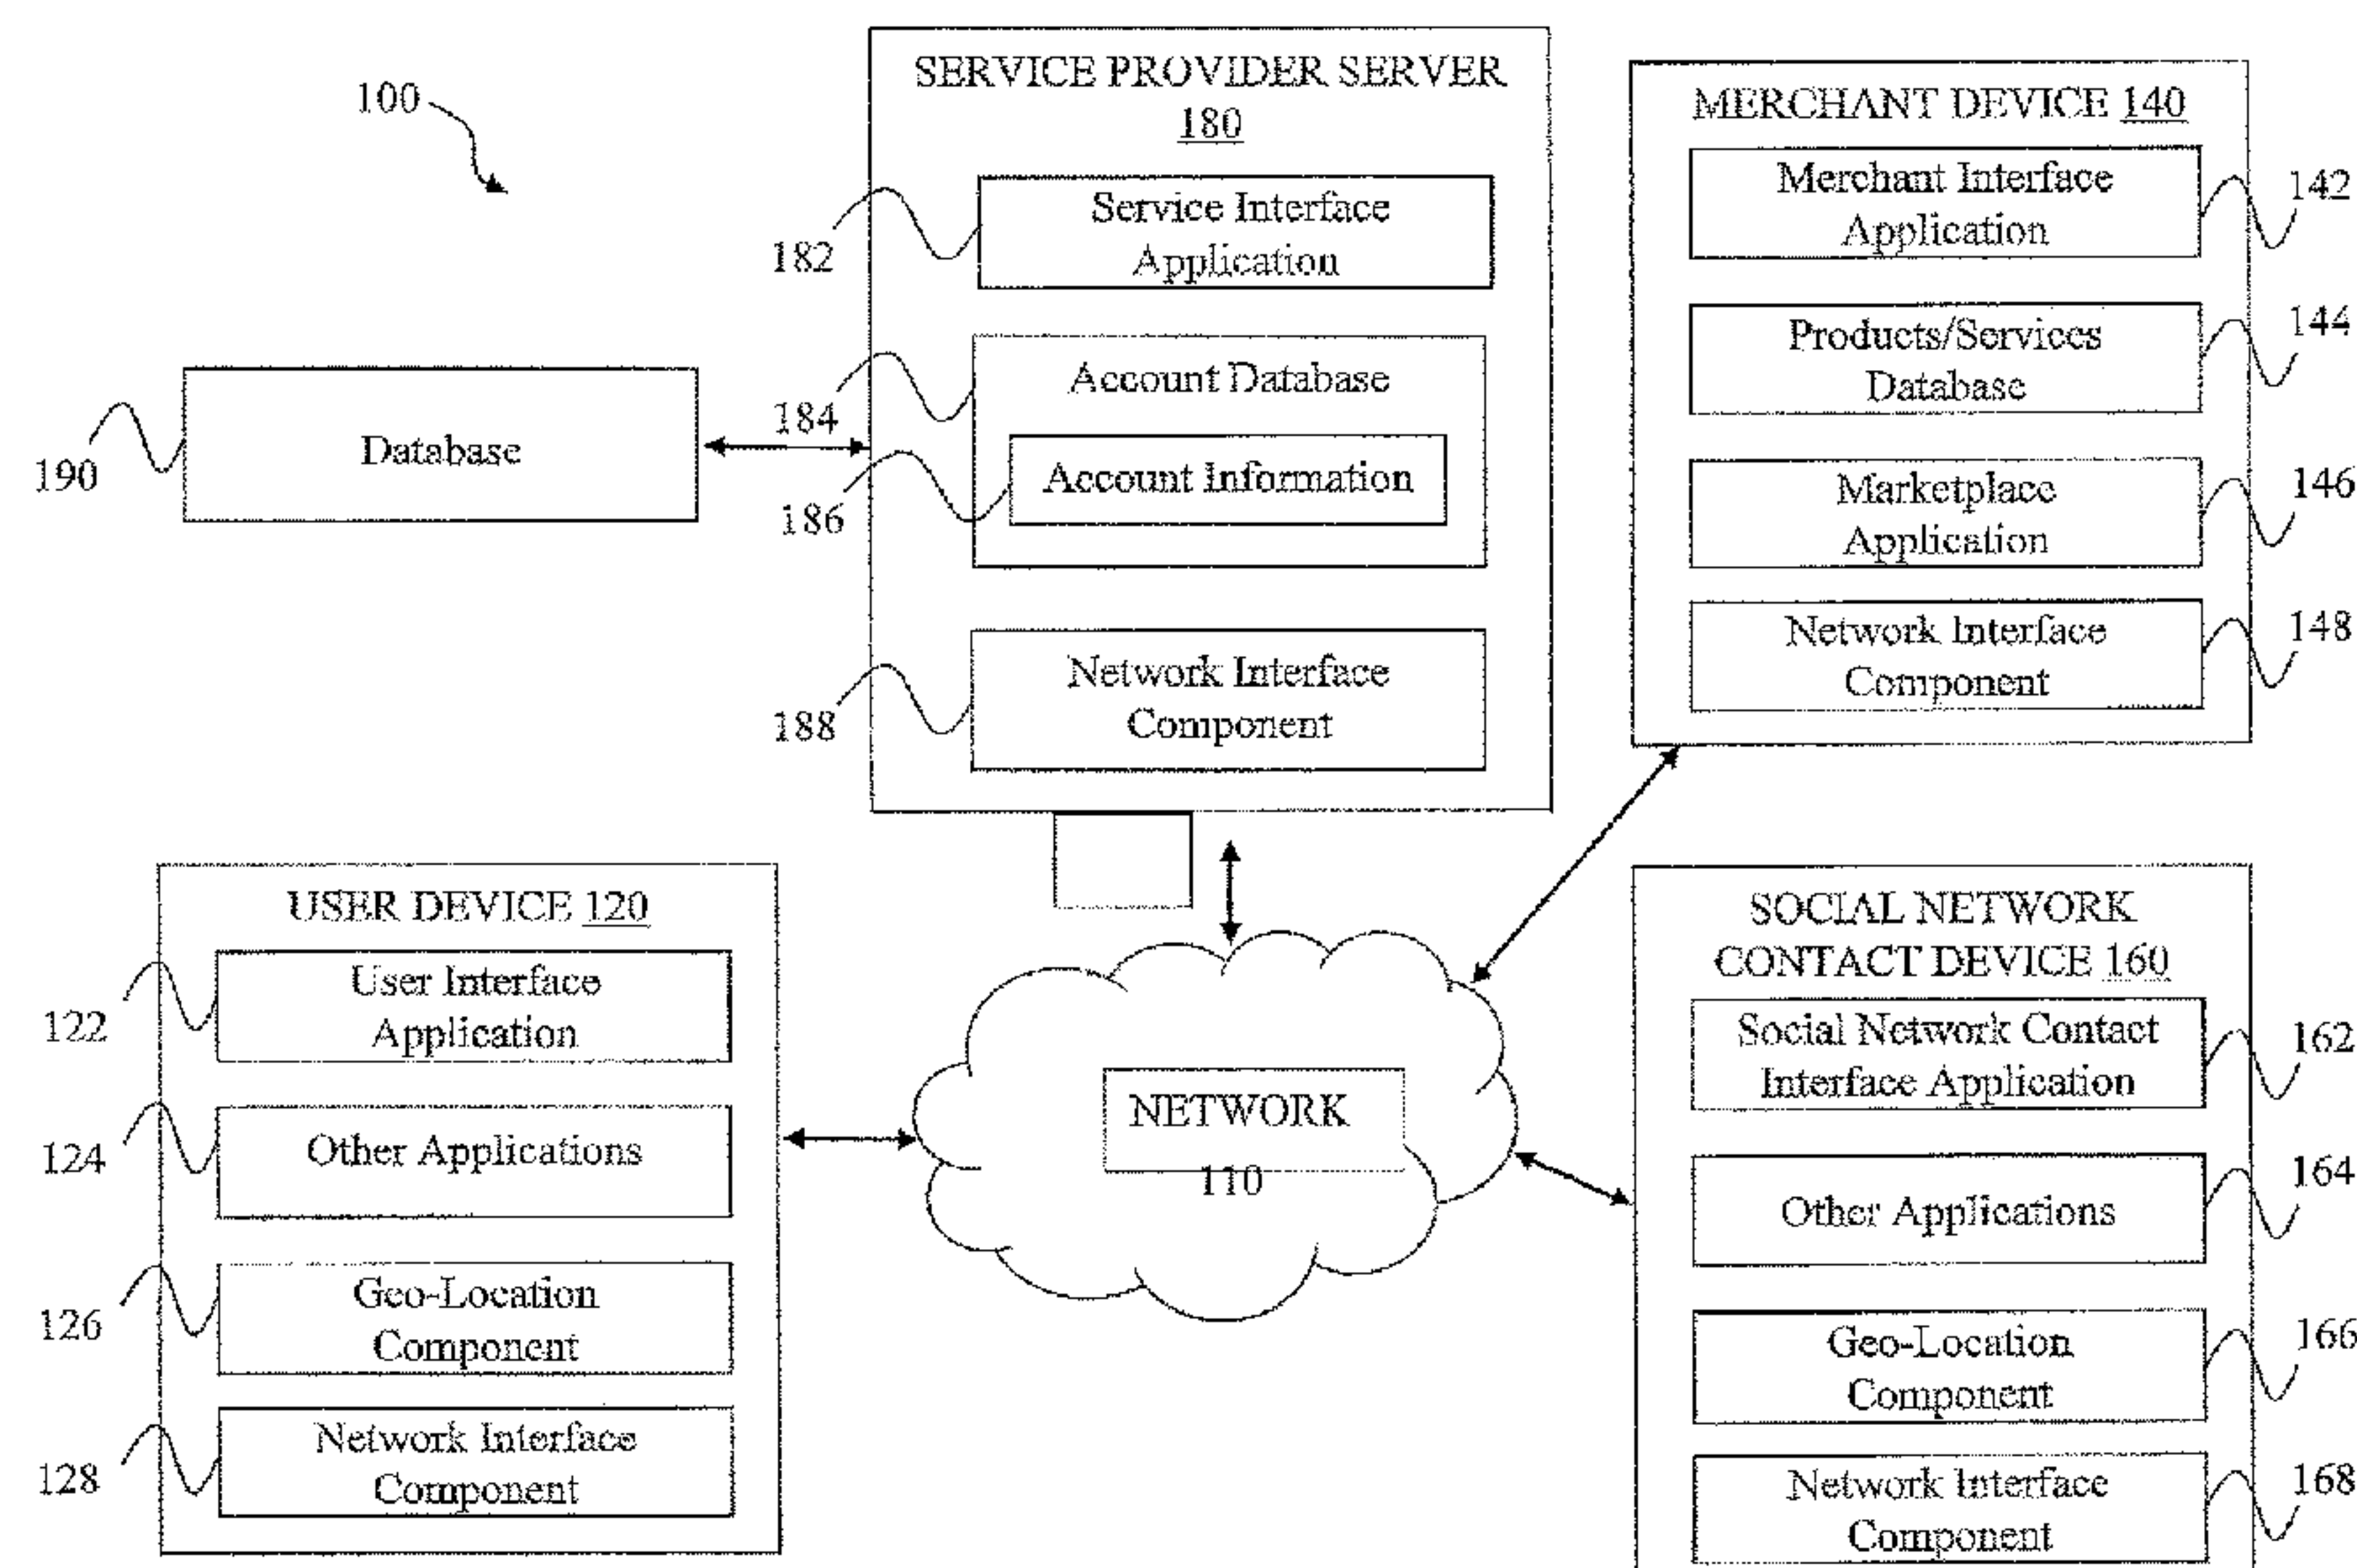 100
SERVICE PROVIDER SERVER
180
182
Service Interface
Application
184
Account Database
186
Account Information
188
Network Interface
Component
190
Database
MERCHANT DEVICE 140
Merchant Interface
Application
142
Products/Services
Database
144
Marketplace
Application
146
Network Interface
Component
148
USER DEVICE 120
122
User Interface
Application
124
Other Applications
126
Geo-Location
Component
128
Network Interface
Component
NETWORK
110
SOCIAL NETWORK
CONTACT DEVICE 160
Social Network Contact
Interface Application
162
Other Applications
164
Geo-Location
Component
166
Network Interface
Component
168